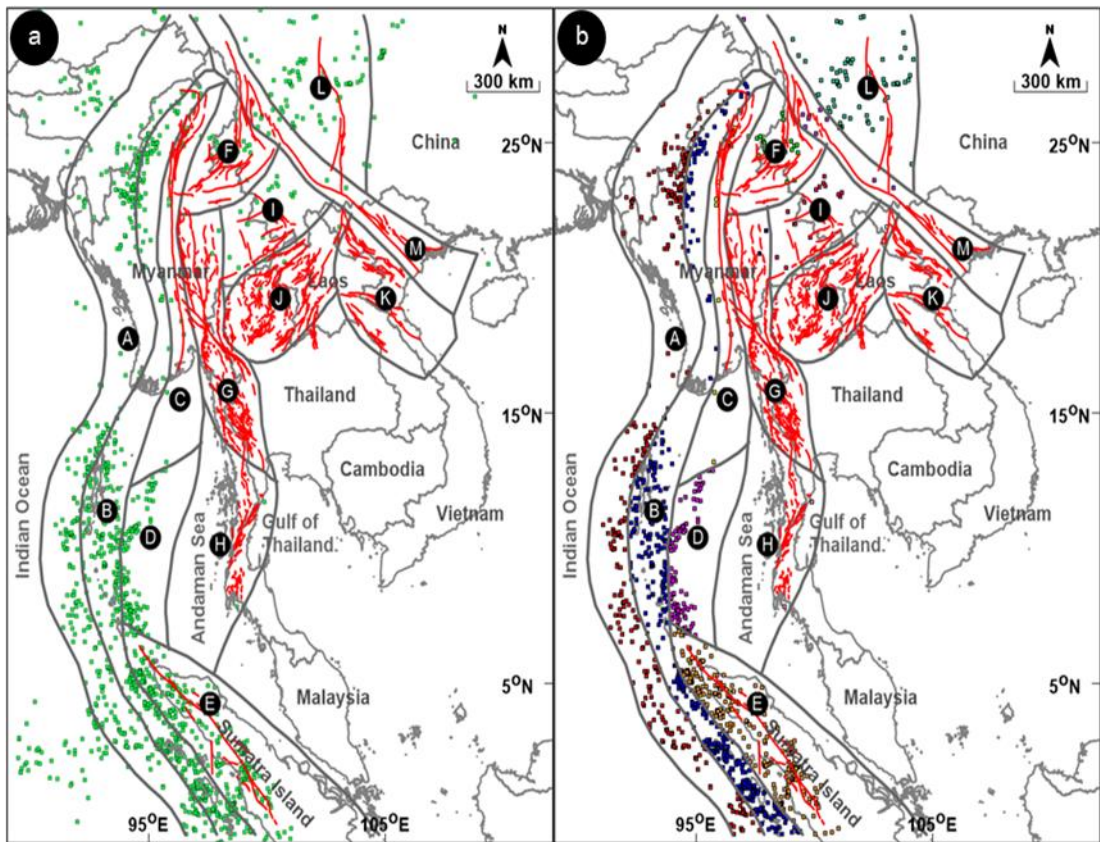 a
N
300 km
L
China
25°N
F
I
M
Myanmar
Laos
J
K
A
G
Thailand
C
15°N
Cambodia
B
Vietnam
D
Gulf of
Thailand.
H
Indian Ocean
Andaman Sea
5°N
Malaysia
E
Sumatra Island
95°E
105°E
b
N
300 km
L
China
25°N
F
I
M
Myanmar
Laos
J
K
A
G
Thailand
C
15°N
Cambodia
B
Vietnam
D
Gulf of
Thailand.
H
Indian Ocean
Andaman Sea
5°N
Malaysia
E
Sumatra Island
95°E
105°E